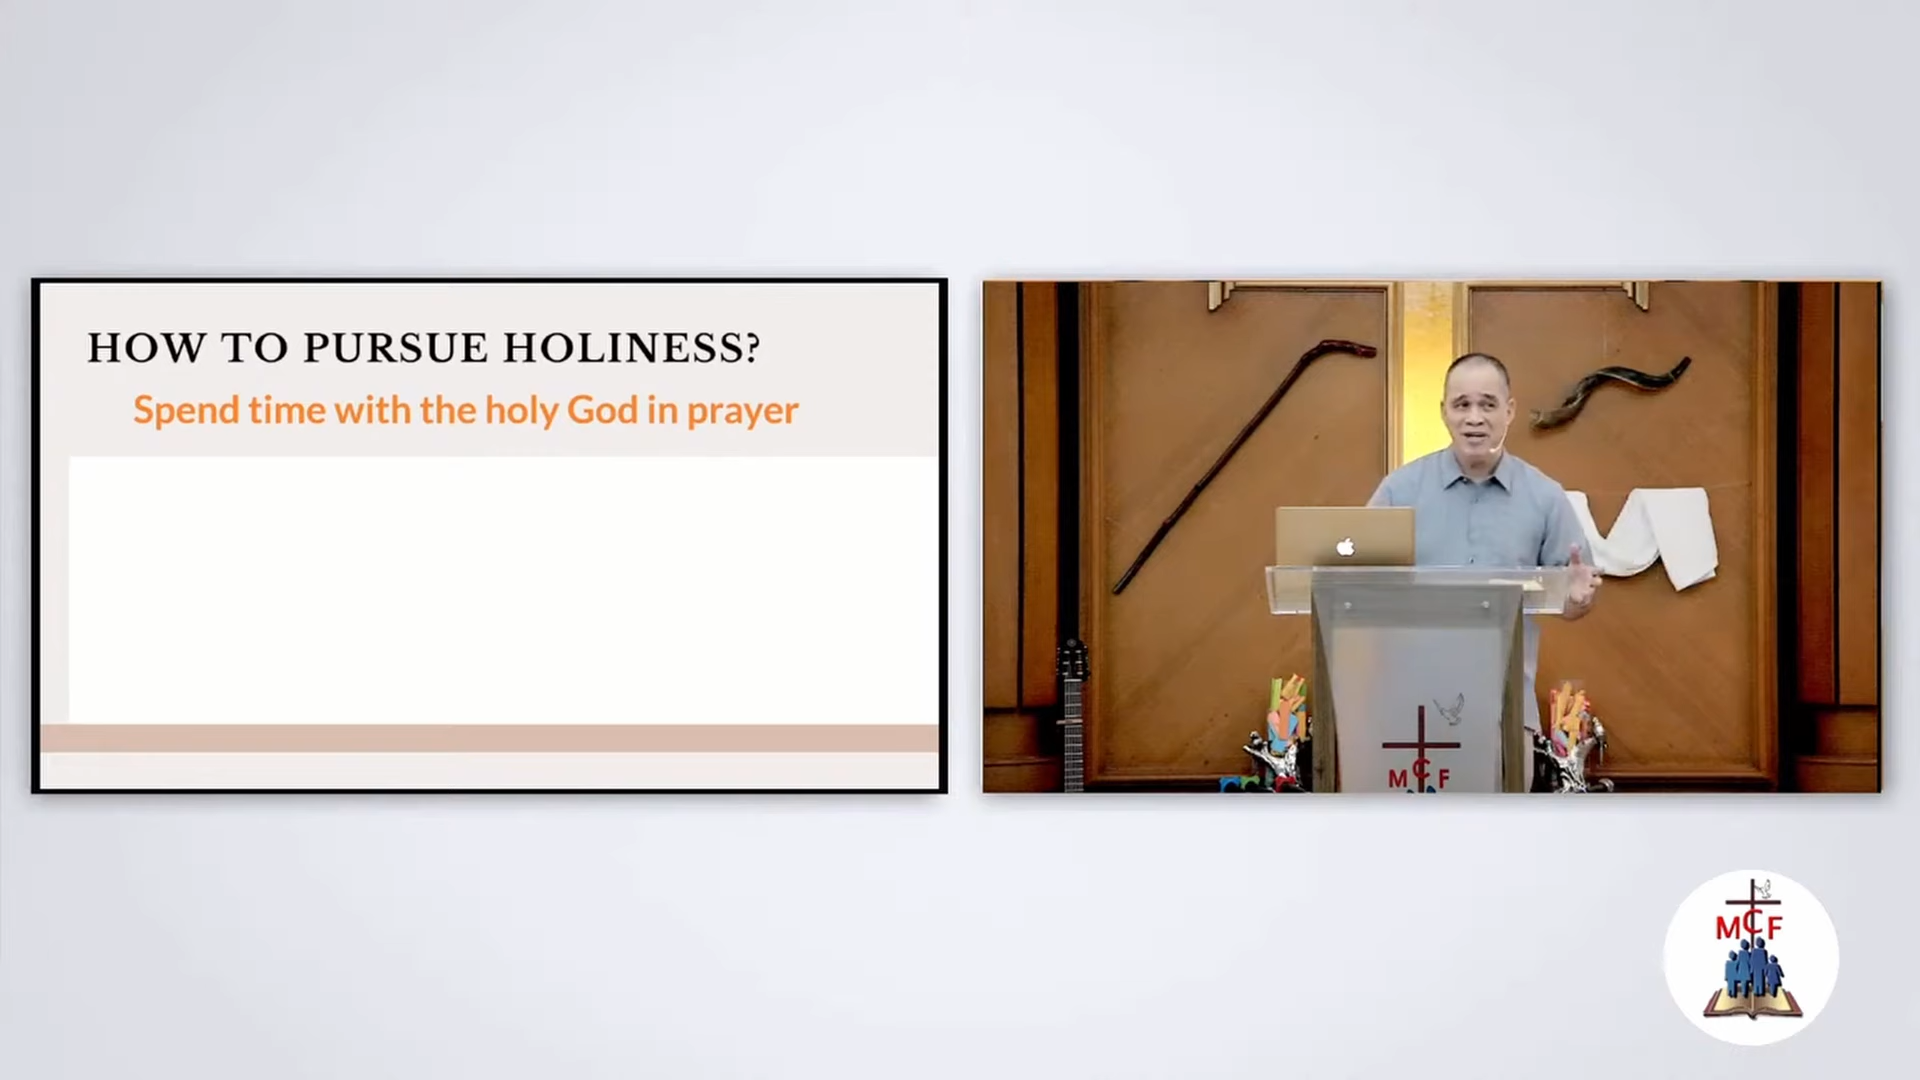 HOW TO PURSUE HOLINESS?
Spend time with the holy God in prayer
MCF
MCF